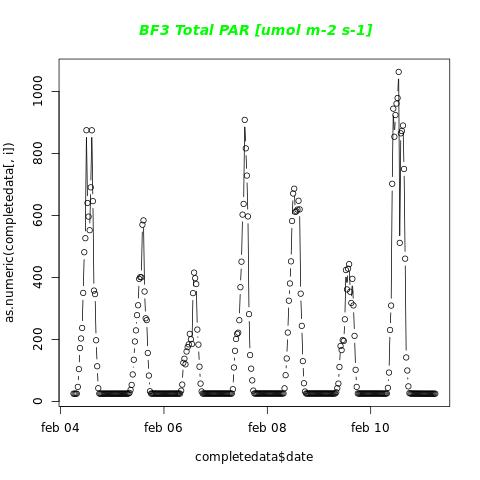 BF3 Total PAR [umol m-2 s-1]
as.numeric(completedata[, i])
1000
800
600
400
200
0
feb 04 feb 06 feb 08 feb 10
completedata$date